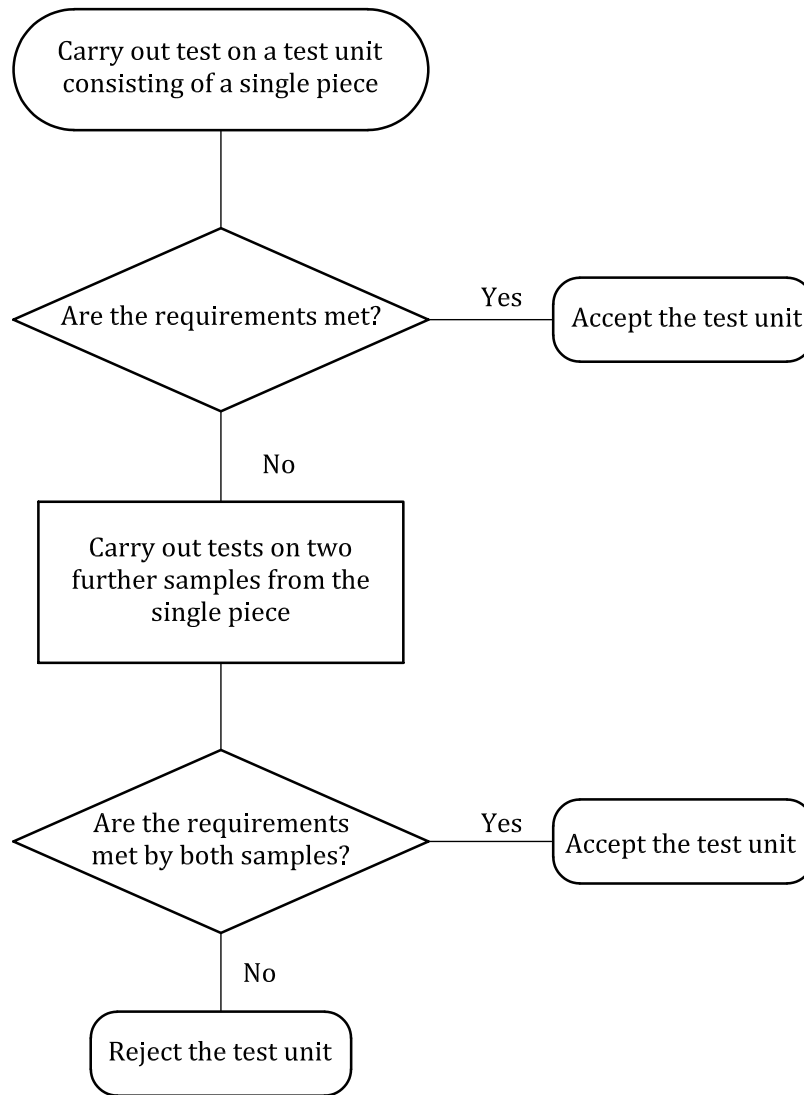 Carry out test on a test unit
consisting of a single piece
Are the requirements met?
Yes
Accept the test unit
No
Carry out tests on two
further samples from the
single piece
Are the requirements
met by both samples?
Yes
Accept the test unit
No
Reject the test unit